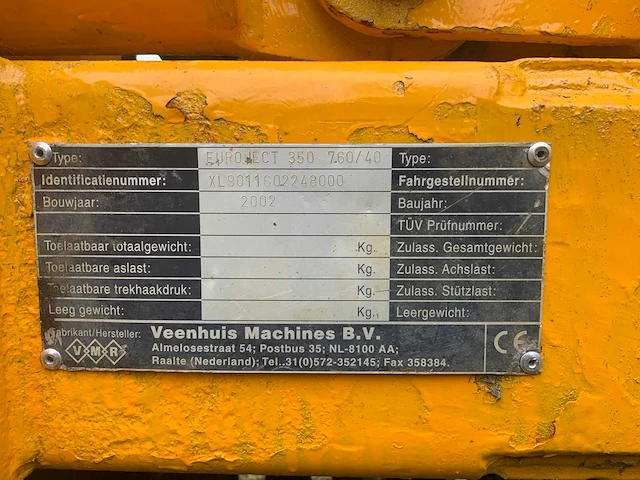 Type: EUROJECT 350 760/40 Type:
Identificatienummer: XL9011602248000 Fahrgestellnummer:
Bouwjaar: 2002 Baujahr:
TÜV Prüfnummer:
Toelaatbaar totaalgewicht: Kg. Zulass. Gesamtgewicht:
Toelaatbare aslast: Kg. Zulass. Achslast:
Toelaatbare trekhaakdruk: Kg. Zulass. Stützlast:
Leeg gewicht: Kg. Leergewicht:
Fabrikant/Hersteller: Veenhuis Machines B.V.
VMR Almelosestraat 54; Postbus 35; NL-8100 AA; CE
Raalte (Nederland); Tel..31(0)572-352145; Fax 358384.